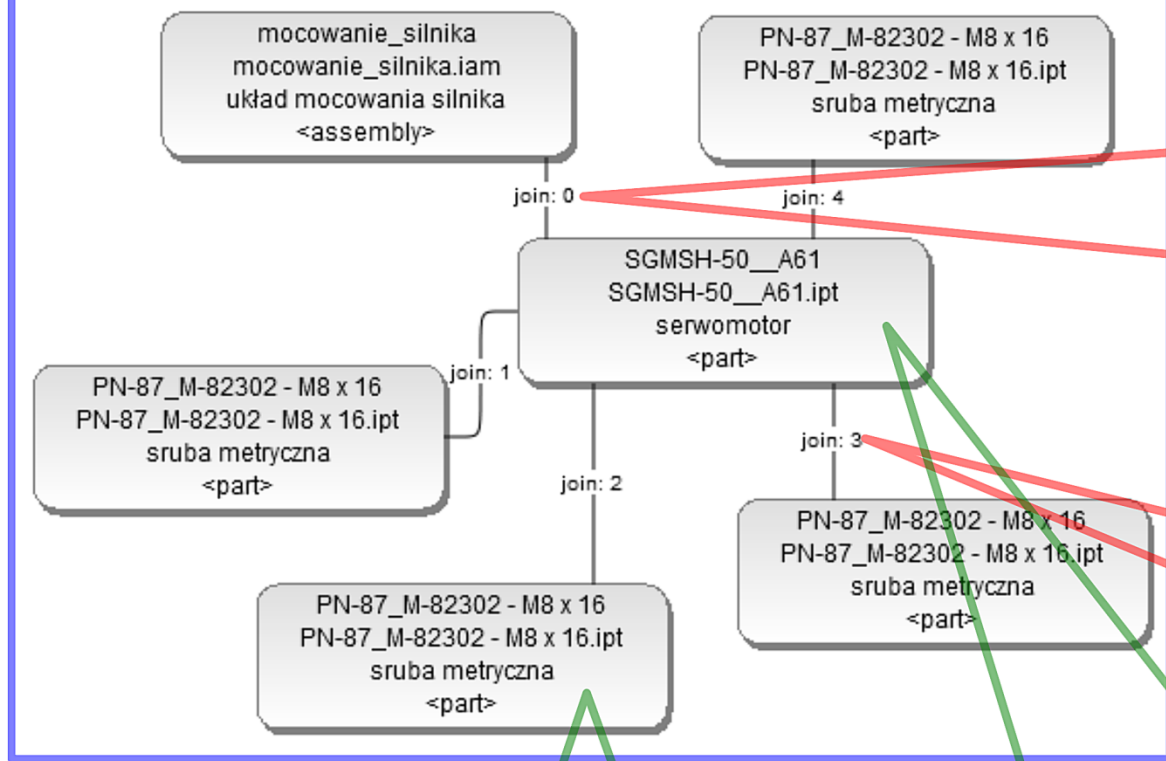 mocowanie_silnika
mocowanie_silnika.iam
układ mocowania silnika
<assembly>
PN-87_M-82302 - M8 x 16
PN-87_M-82302 - M8 x 16.ipt
sruba metryczna
<part>
join: 0
join: 4
SGMSH-50__A61
SGMSH-50__A61.ipt
serwomotor
<part>
join: 1
PN-87_M-82302 - M8 x 16
PN-87_M-82302 - M8 x 16.ipt
sruba metryczna
<part>
join: 3
join: 2
PN-87_M-82302 - M8 x 16
PN-87_M-82302 - M8 x 16.ipt
sruba metryczna
<part>
PN-87_M-82302 - M8 x 16
PN-87_M-82302 - M8 x 16.ipt
sruba metryczna
<part>